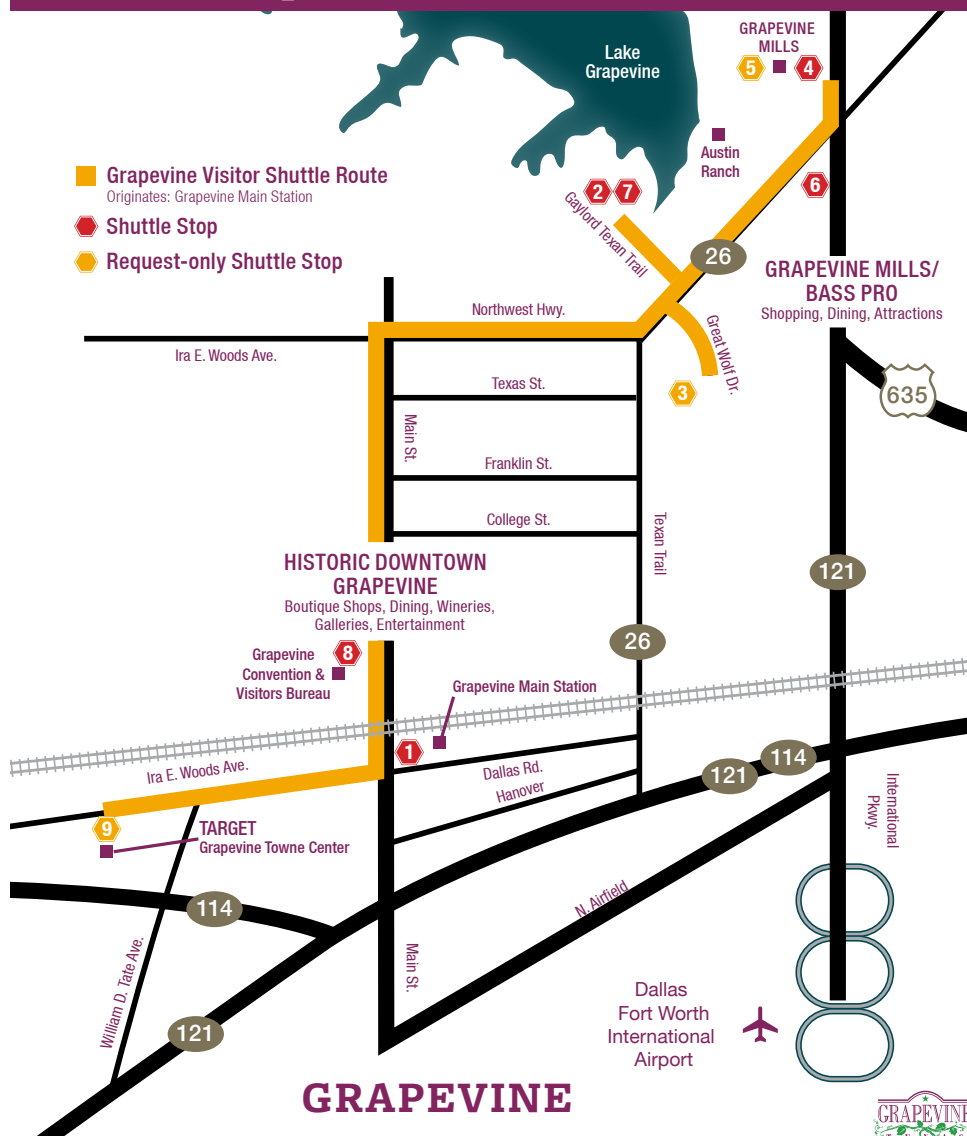 GRAPEVINE
MILLS
5
4
Lake
Grapevine
Austin
Ranch
Grapevine Visitor Shuttle Route
Originates: Grapevine Main Station
Shuttle Stop
Request-only Shuttle Stop
2
7
6
Gaylord Texan Trail
26
GRAPEVINE MILLS/
BASS PRO
Shopping, Dining, Attractions
Northwest Hwy.
Ira E. Woods Ave.
Great Wolf Dr.
Texas St.
3
635
Main St.
Franklin St.
College St.
Texan Trail
HISTORIC DOWNTOWN
GRAPEVINE
Boutique Shops, Dining, Wineries,
Galleries, Entertainment
121
26
8
Grapevine
Convention &
Visitors Bureau
Grapevine Main Station
1
Ira E. Woods Ave.
Dallas Rd.
Hanover
121
114
International
Pkwy.
9
TARGET
Grapevine Towne Center
114
N. Airfield
William D. Tate Ave.
Main St.
121
Dallas
Fort Worth
International
Airport
GRAPEVINE
GRAPEVINE